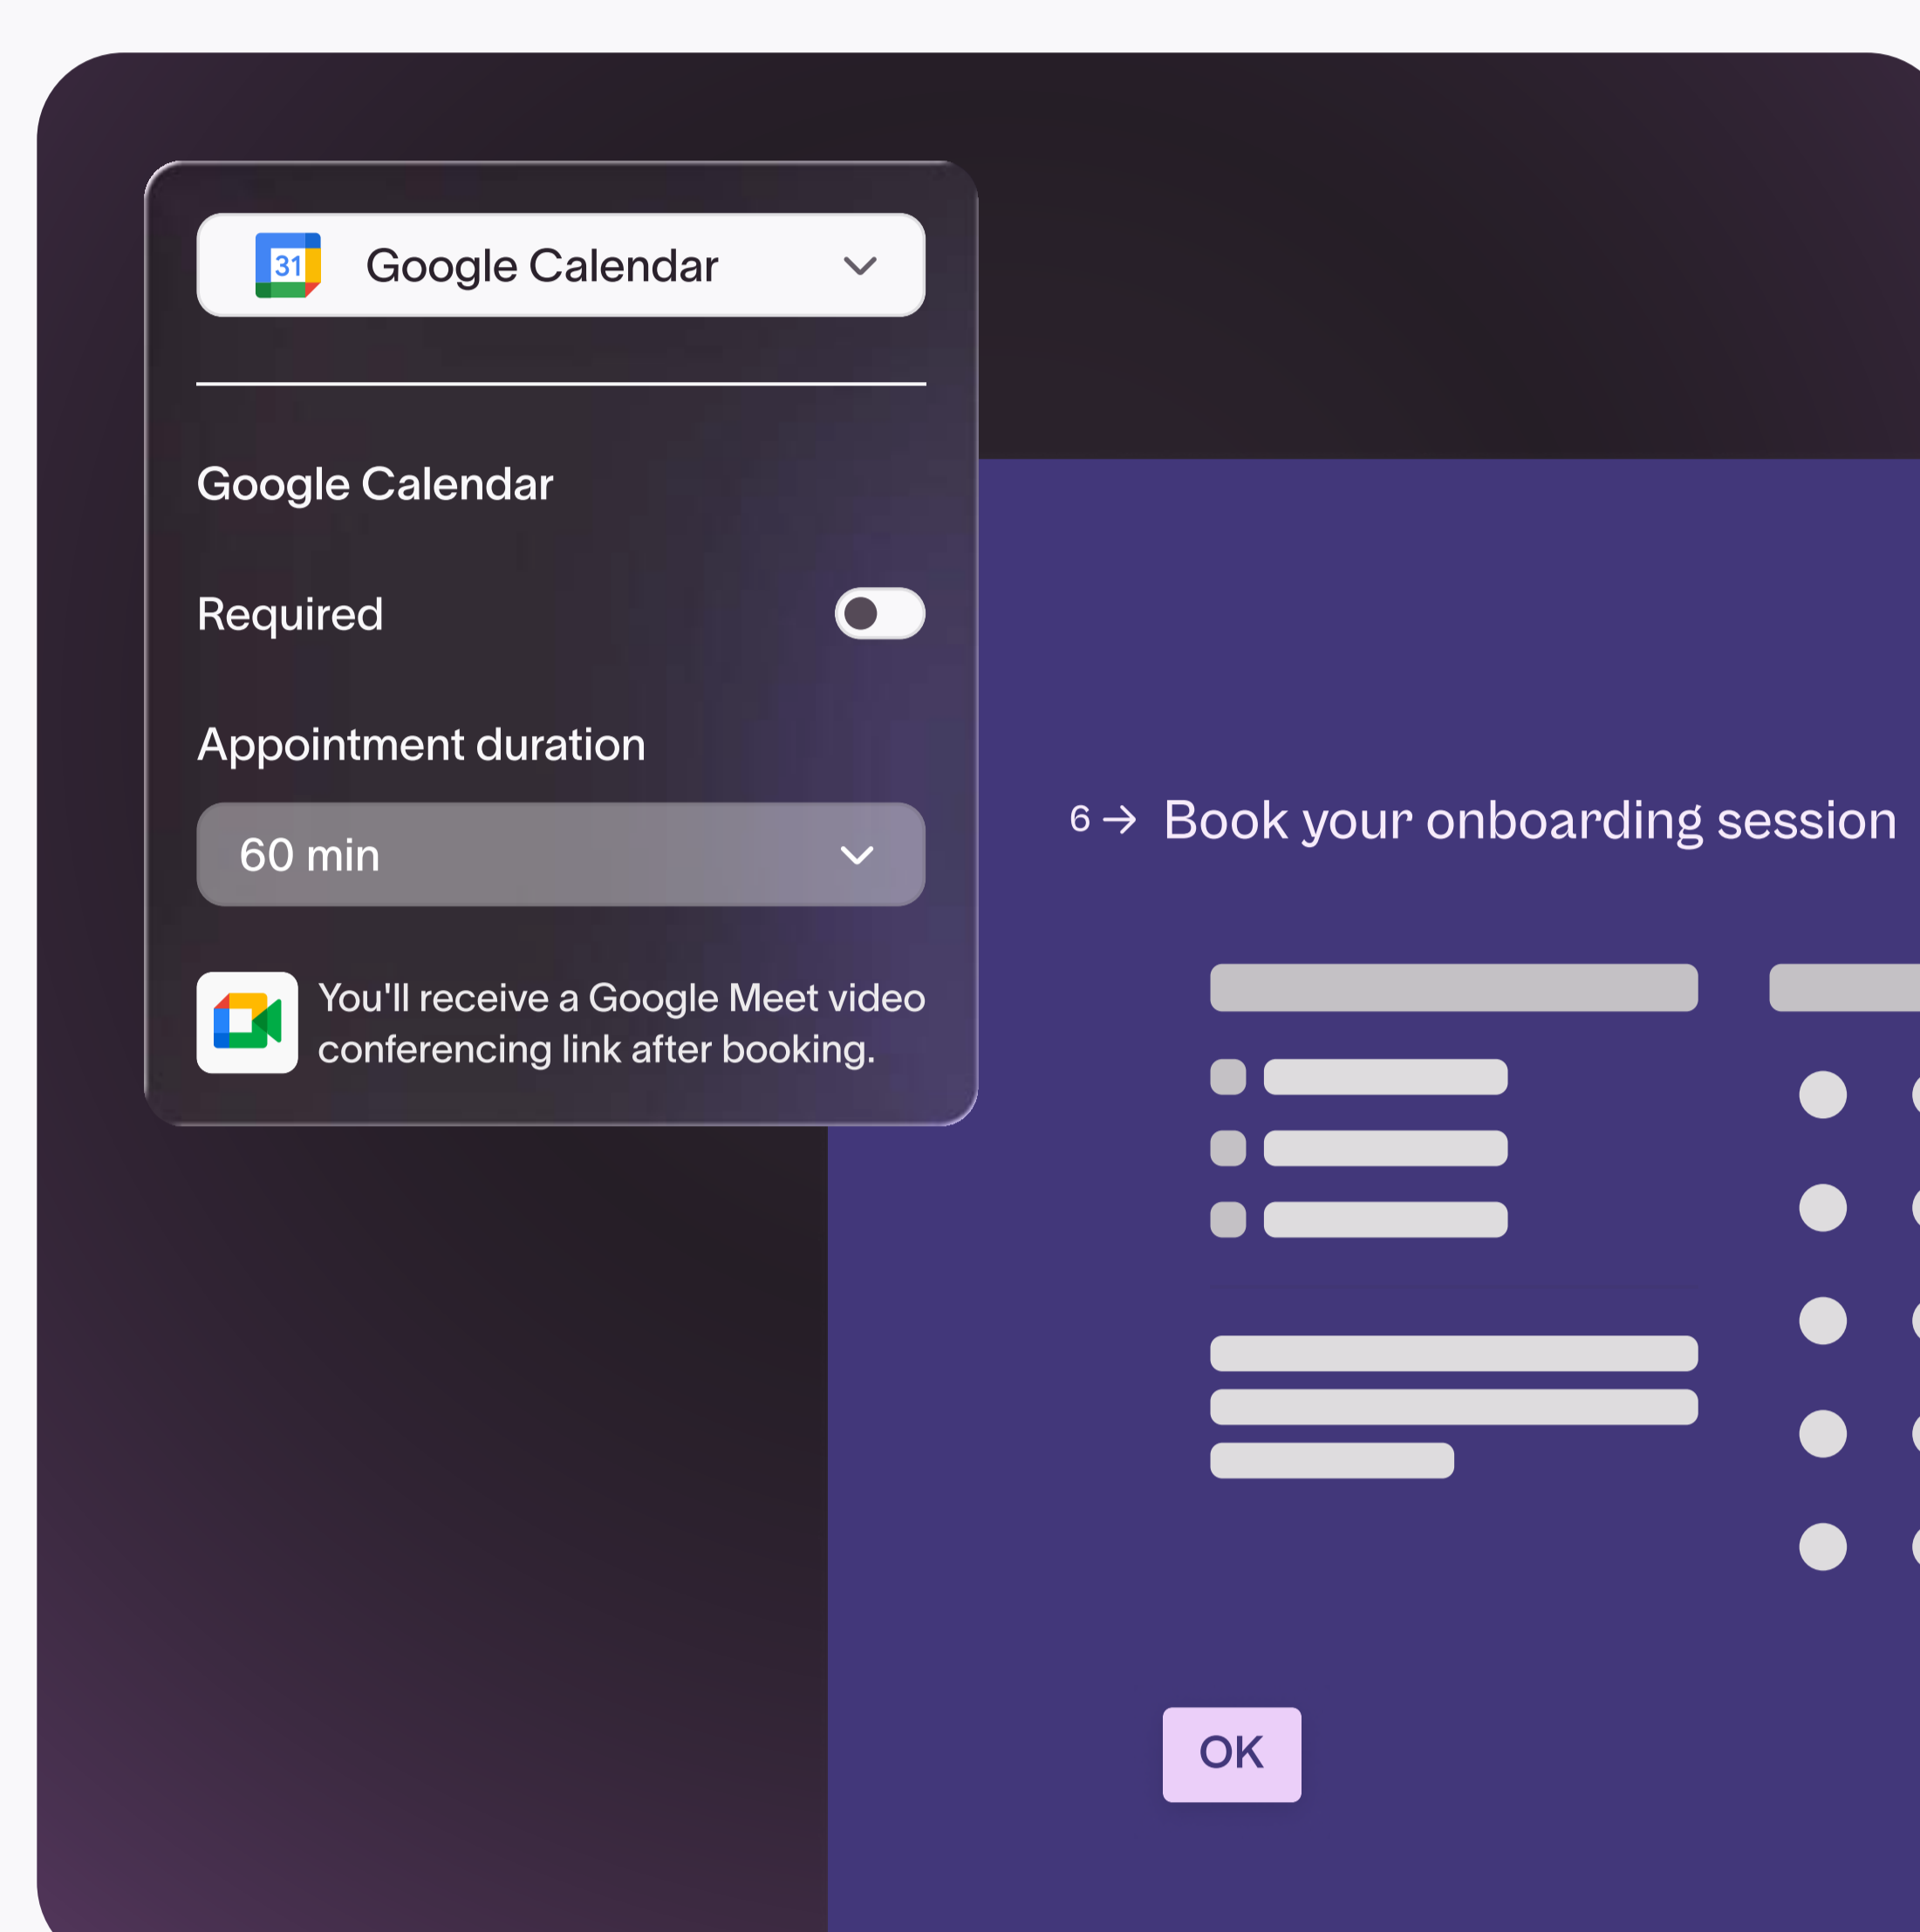 31
Google Calendar
Google Calendar
Required
Appointment duration
60 min
You'll receive a Google Meet video
conferencing link after booking.
6 → Book your onboarding session
OK